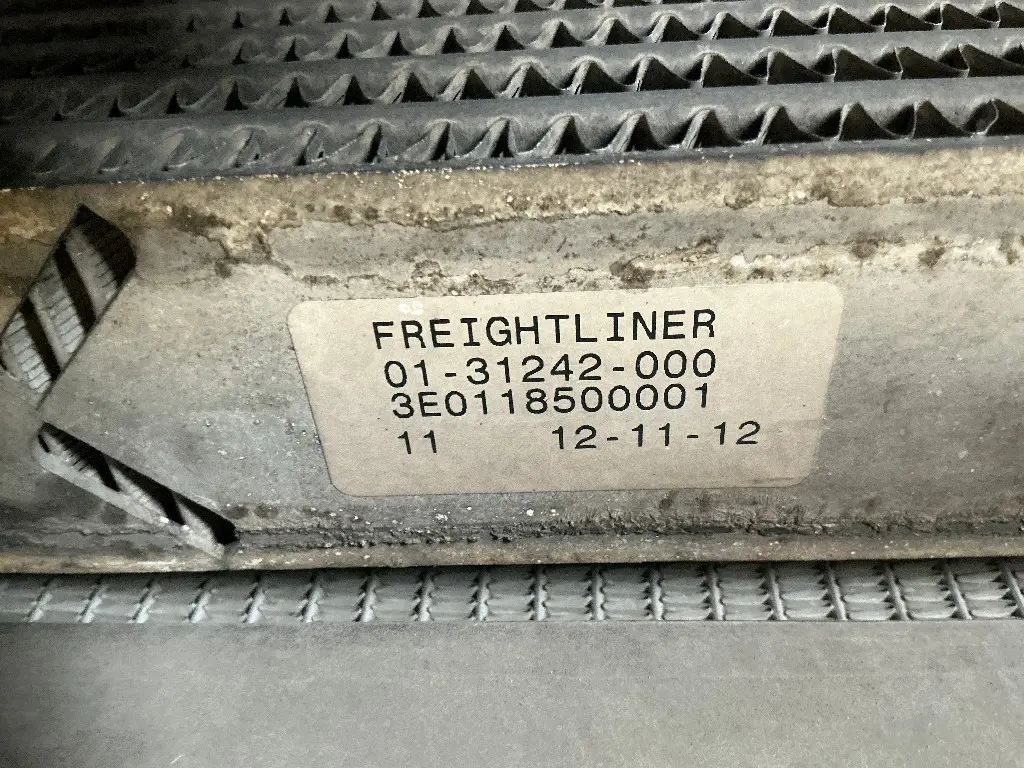 FREIGHTLINER
01-31242-000
3E0118500001
11 12-11-12